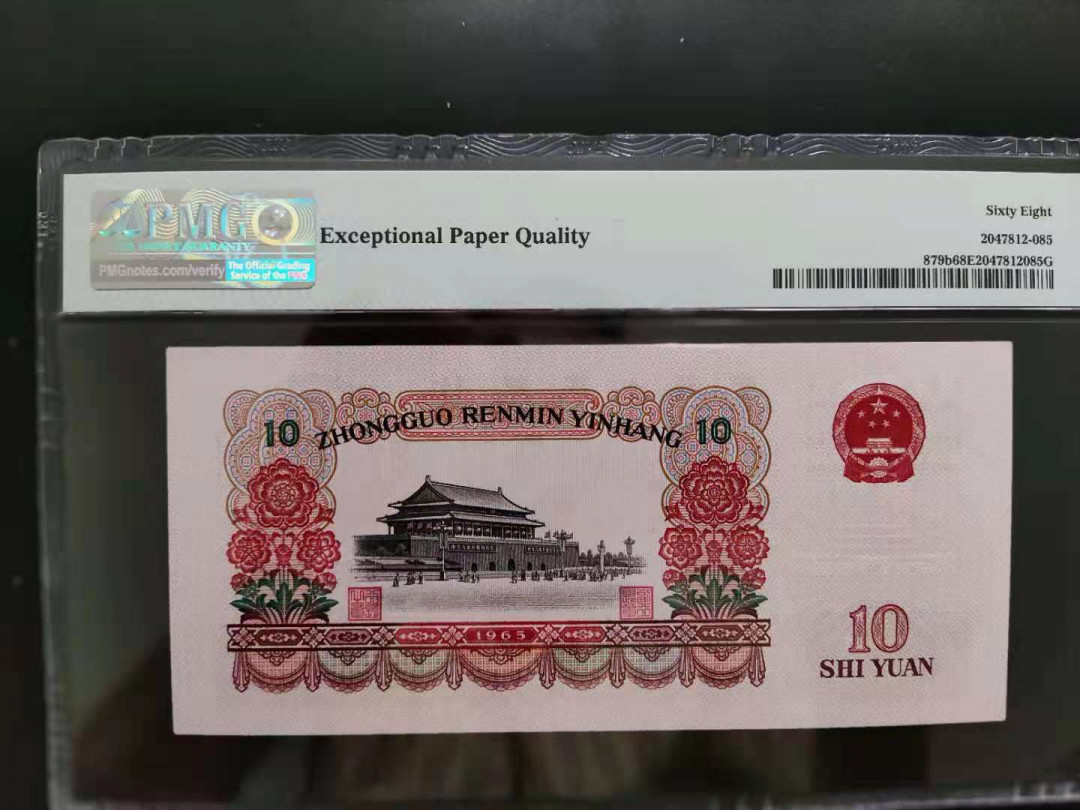 PMG
PMGnotes.com/verify
The Official Grading
Service of the PNG
Exceptional Paper Quality
Sixty Eight
2047812-085
879b68E2047812085G
10 ZHONGGUO RENMIN YINHANG 10
1965
10
SHI YUAN